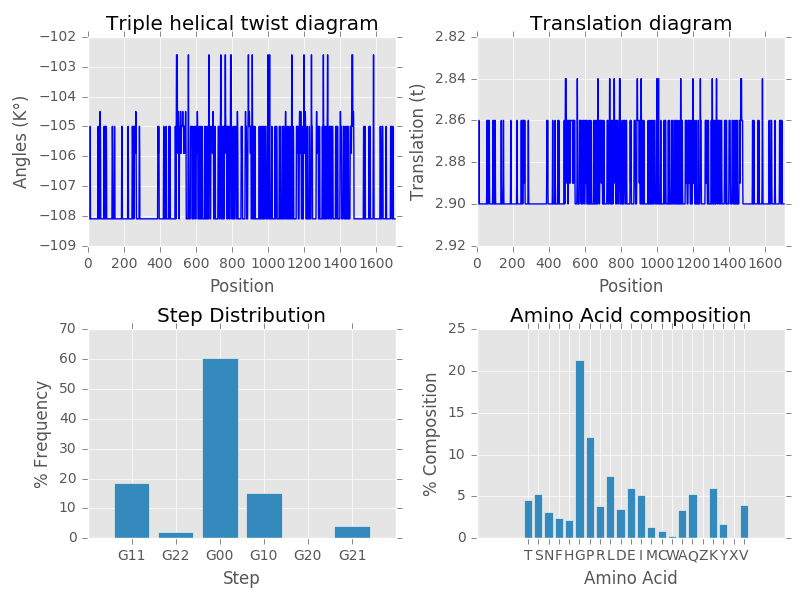 Triple helical twist diagram
−102
−103
−104
−105
−106
−107
−108
−109
Angles (K°)
0 200 400 600 800 1000 1200 1400 1600
Position
Translation diagram
2.82
2.84
2.86
2.88
2.90
2.92
Translation (t)
0 200 400 600 800 1000 1200 1400 1600
Position
Step Distribution
70
60
50
40
30
20
10
0
% Frequency
G11 G22 G00 G10 G20 G21
Step
Amino Acid composition
25
20
15
10
5
0
% Composition
T S N F H G P R L D E I M C W A Q Z K Y X V
Amino Acid